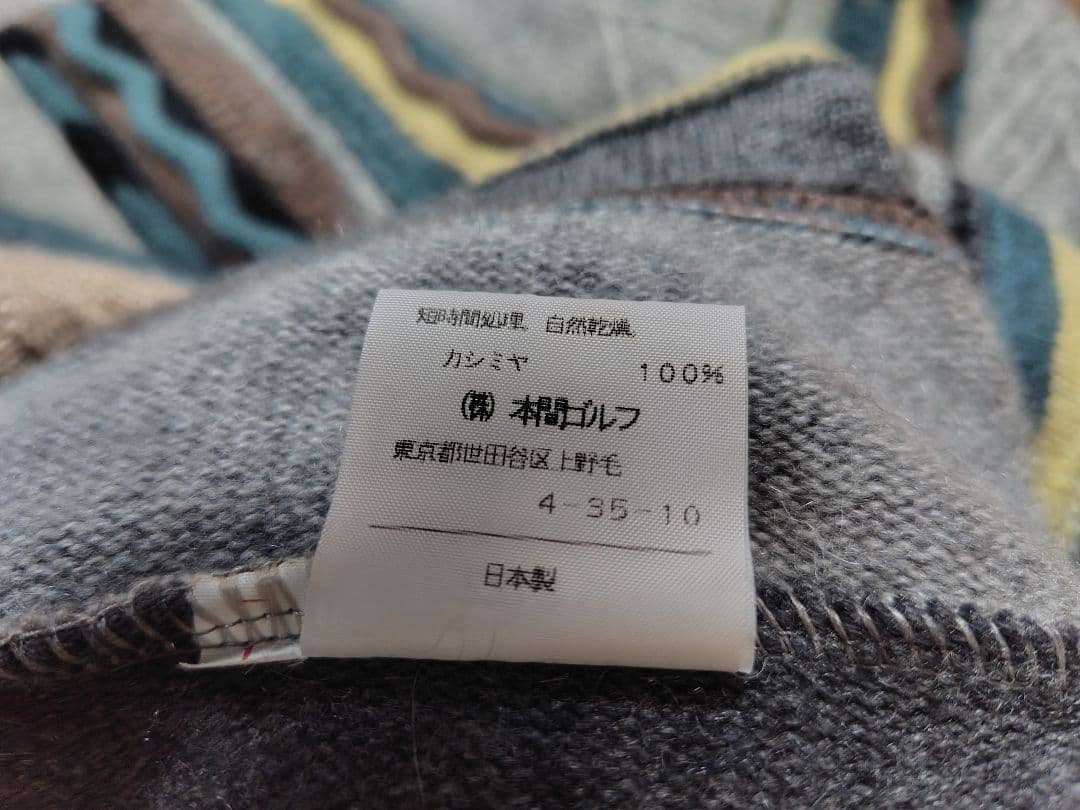 短時間処理、自然乾燥、
カシミヤ 100%
(株) 本間ゴルフ
東京都世田谷区上野毛
4-35-10
日本製